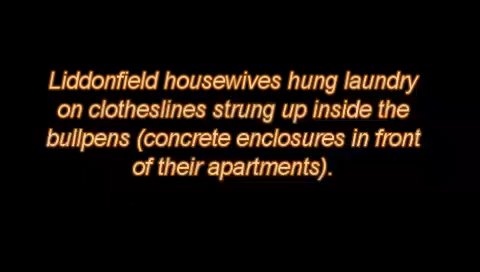 Liddonfield housewives hung laundry
on clotheslines strung up inside the
bullpens (concrete enclosures in front
of their apartments).